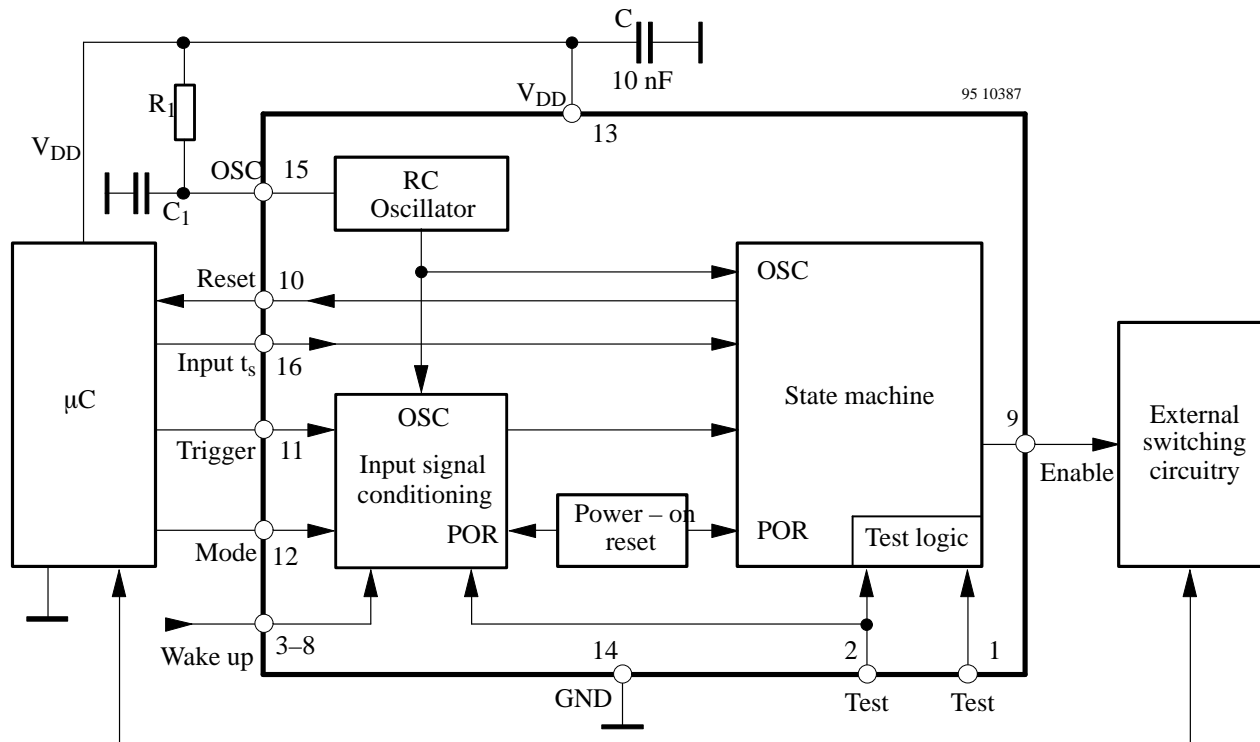 C
10 nF
95 10387
V_DD
13
R_1
V_DD
OSC
15
C_1
RC
Oscillator
Reset
10
OSC
Input t_s
16
µC
OSC
State machine
9
Trigger
11
Input signal
conditioning
External
switching
circuitry
Enable
Power – on
reset
POR
POR
Test logic
Mode
12
Wake up
3–8
14
2
1
GND
Test
Test